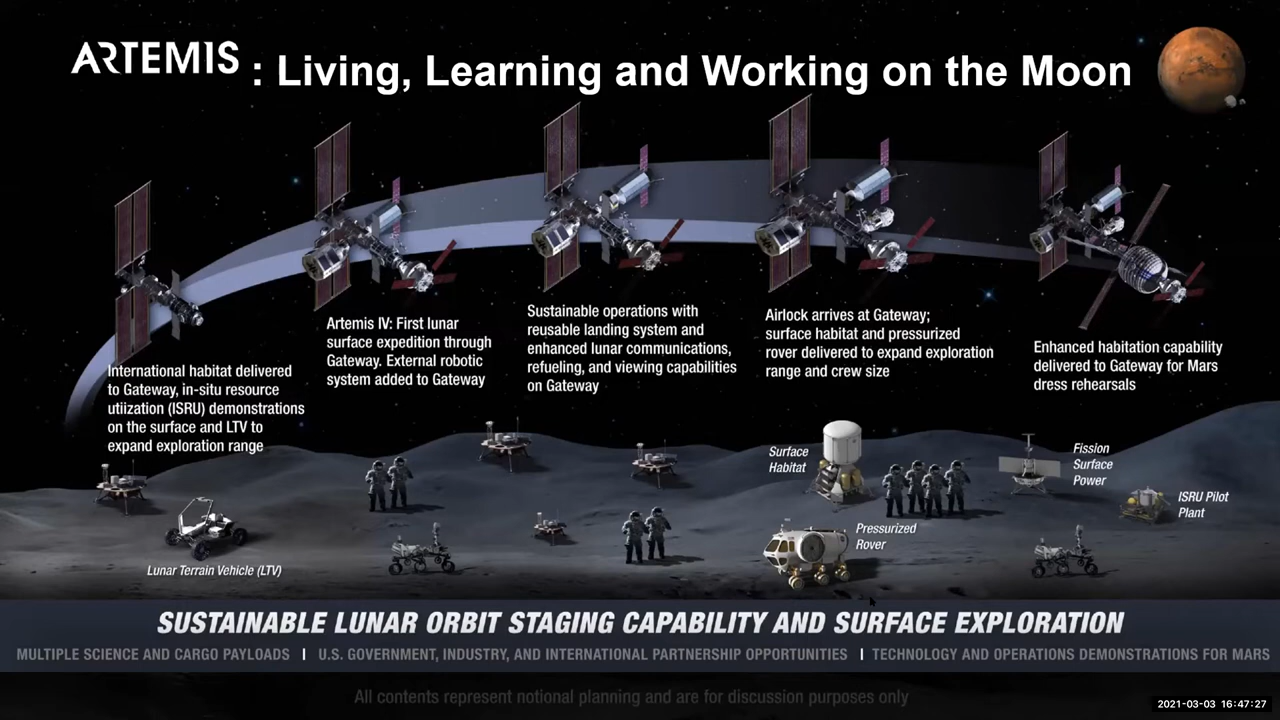 ARTEMIS : Living, Learning and Working on the Moon
International habitat delivered
to Gateway, in-situ resource
utiization (ISRU) demonstrations
on the surface and LTV to
expand exploration range
Artemis IV: First lunar
surface expedition through
Gateway. External robotic
system added to Gateway
Sustainable operations with
reusable landing system and
enhanced lunar communications,
refueling, and viewing capabilities
on Gateway
Airlock arrives at Gateway;
surface habitat and pressurized
rover delivered to expand exploration
range and crew size
Enhanced habitation capability
delivered to Gateway for Mars
dress rehearsals
Lunar Terrain Vehicle (LTV)
Surface
Habitat
Pressurized
Rover
Fission
Surface
Power
ISRU Pilot
Plant
SUSTAINABLE LUNAR ORBIT STAGING CAPABILITY AND SURFACE EXPLORATION
MULTIPLE SCIENCE AND CARGO PAYLOADS | U.S. GOVERNMENT, INDUSTRY, AND INTERNATIONAL PARTNERSHIP OPPORTUNITIES | TECHNOLOGY AND OPERATIONS DEMONSTRATIONS FOR MARS
All contents represent notional planning and are for discussion purposes only
2021-03-03 16:47:27